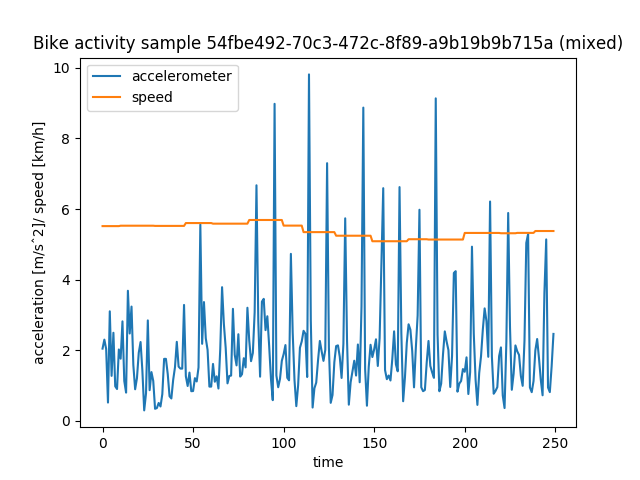 Bike activity sample 54fbe492-70c3-472c-8f89-a9b19b9b715a (mixed)
accelerometer
speed
10
8
6
4
2
0
acceleration [m/s^2]/ speed [km/h]
0 50 100 150 200 250
time